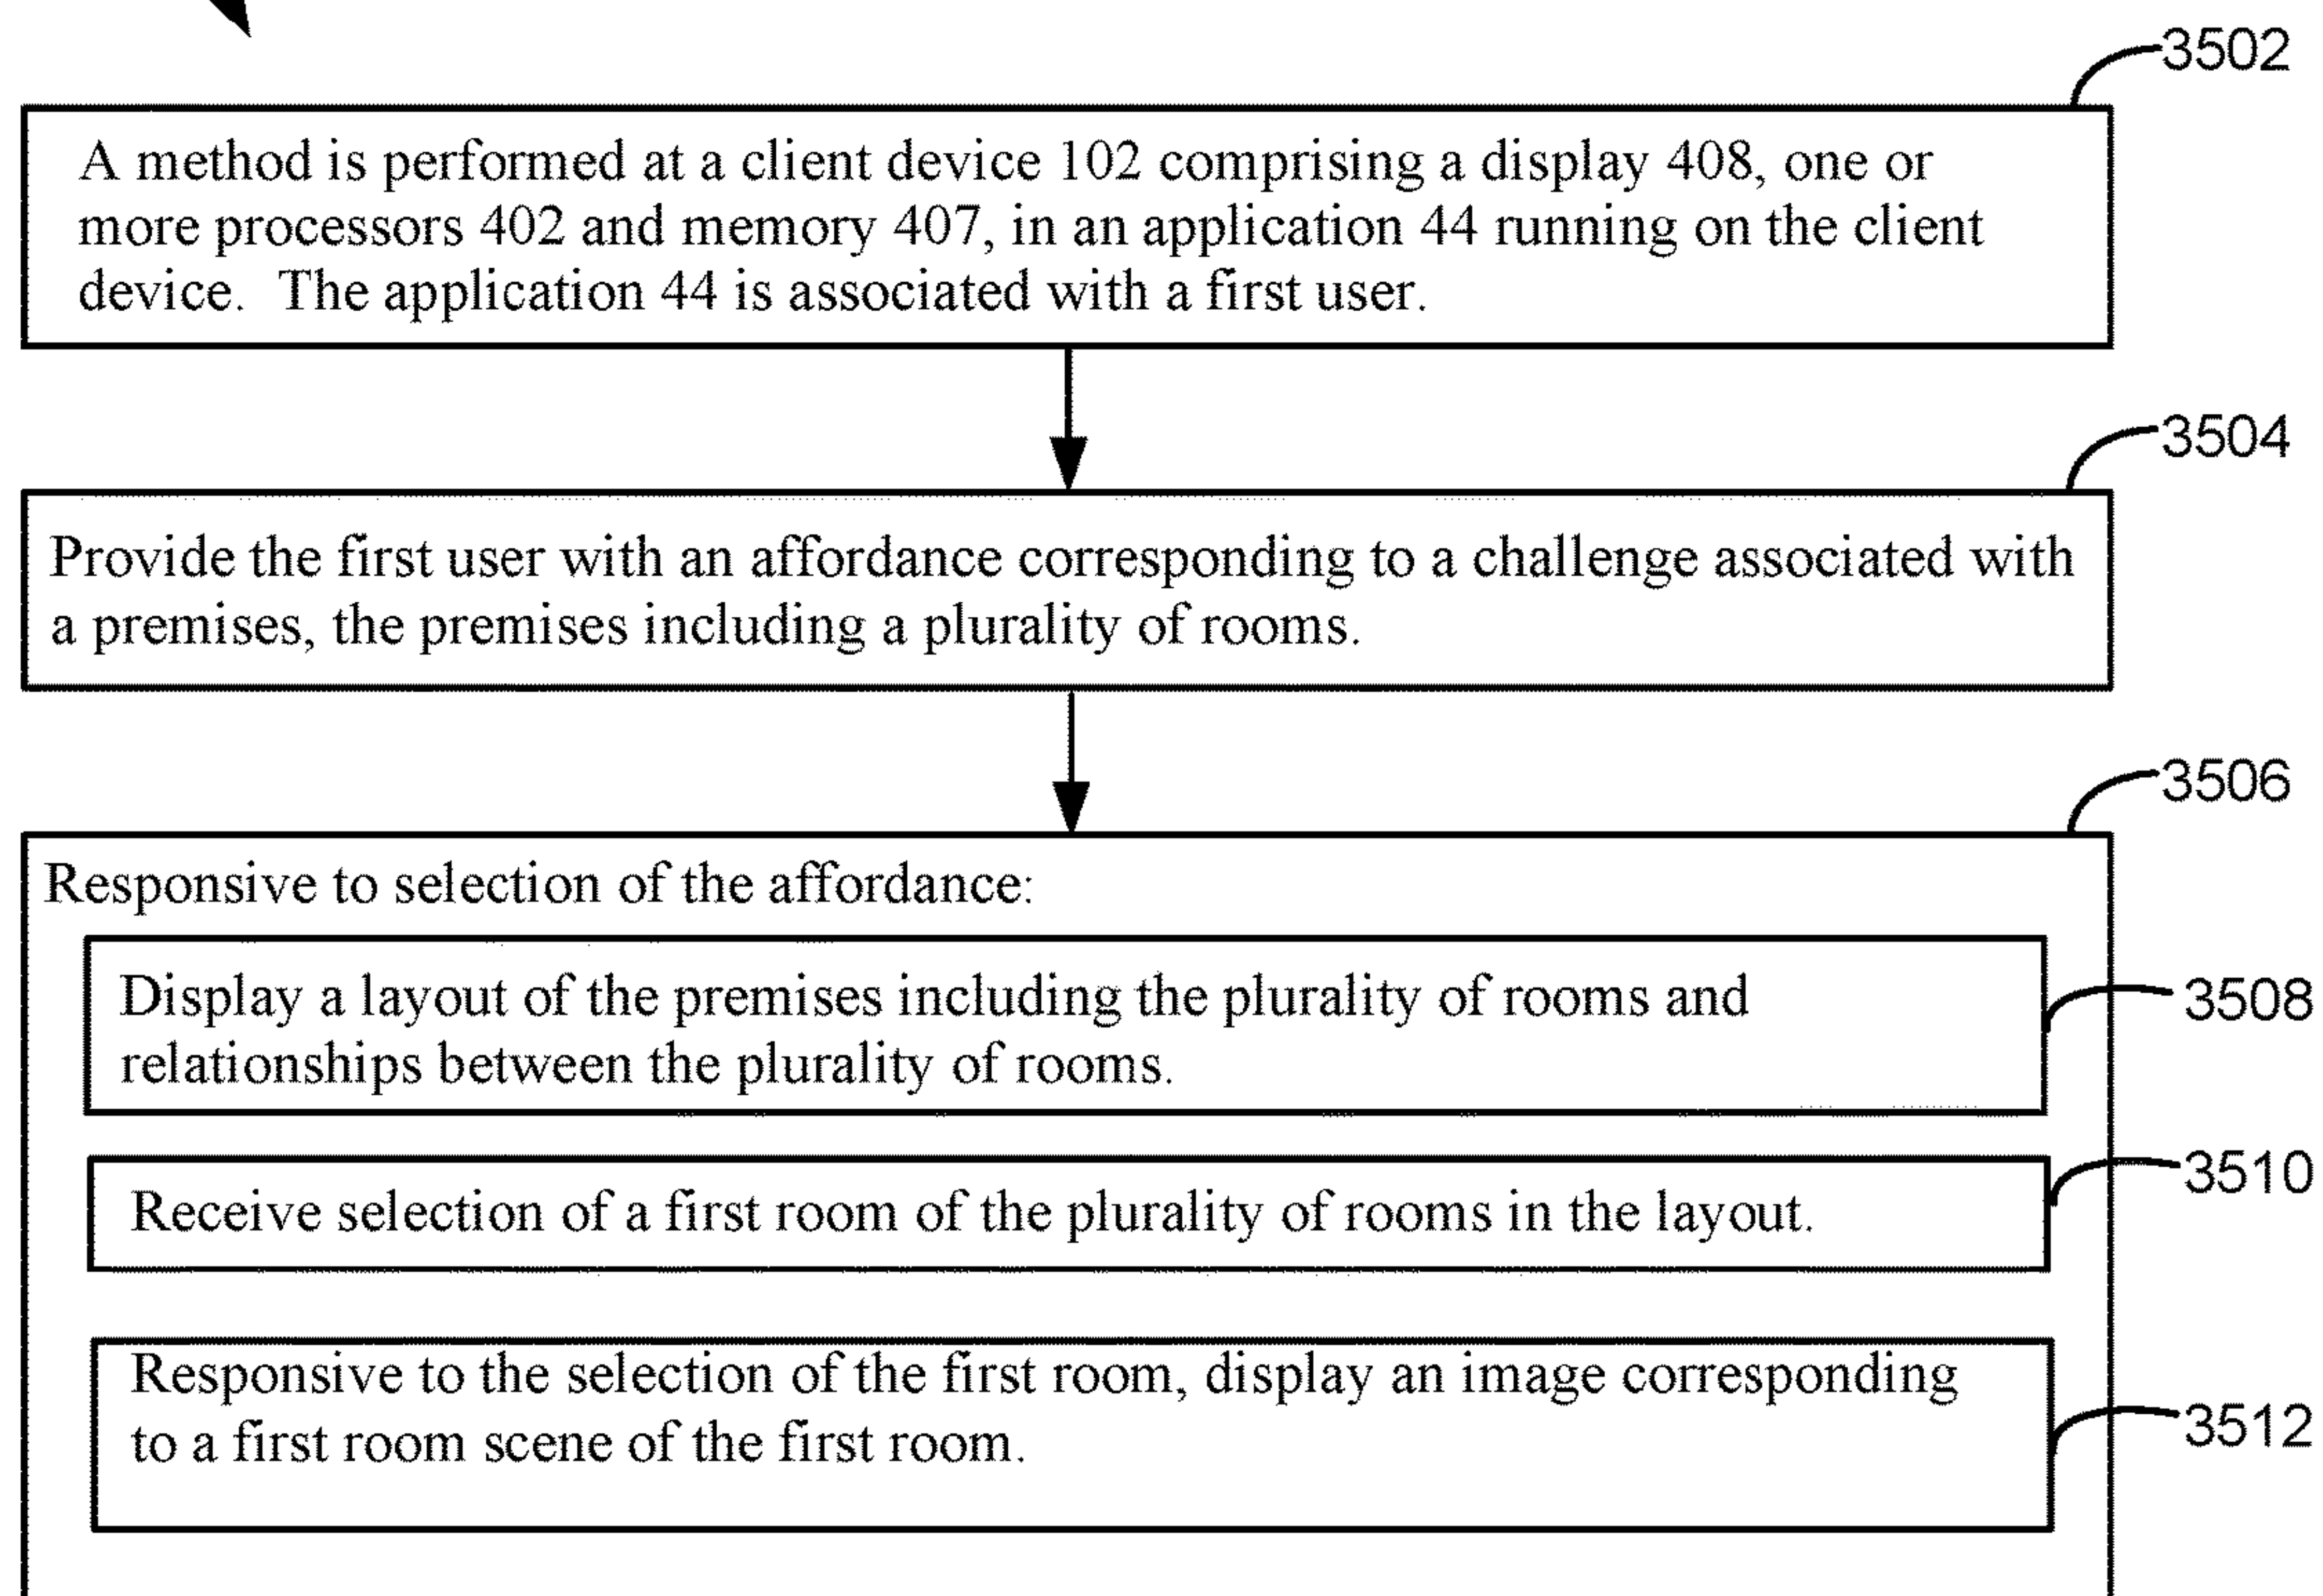 3502
A method is performed at a client device 102 comprising a display 408, one or
more processors 402 and memory 407, in an application 44 running on the client
device.  The application 44 is associated with a first user.
3504
Provide the first user with an affordance corresponding to a challenge associated with
a premises, the premises including a plurality of rooms.
3506
Responsive to selection of the affordance:
Display a layout of the premises including the plurality of rooms and
relationships between the plurality of rooms.
3508
Receive selection of a first room of the plurality of rooms in the layout.
3510
Responsive to the selection of the first room, display an image corresponding
to a first room scene of the first room.
3512